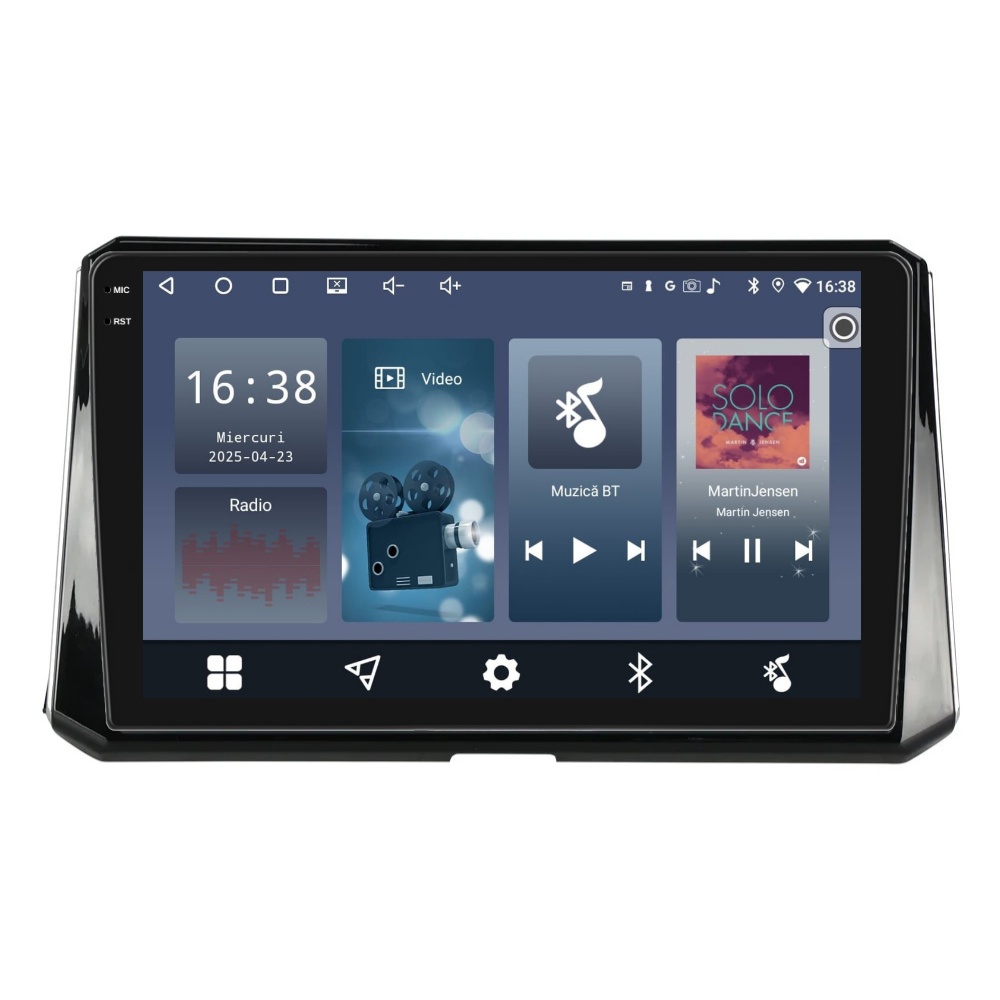 MIC
RST
G
16:38
16:38
Miercuri
2025-04-23
Radio
Video
Muzică BT
SOLO
DANCE
MARTIN JENSEN
MartinJensen
Martin Jensen